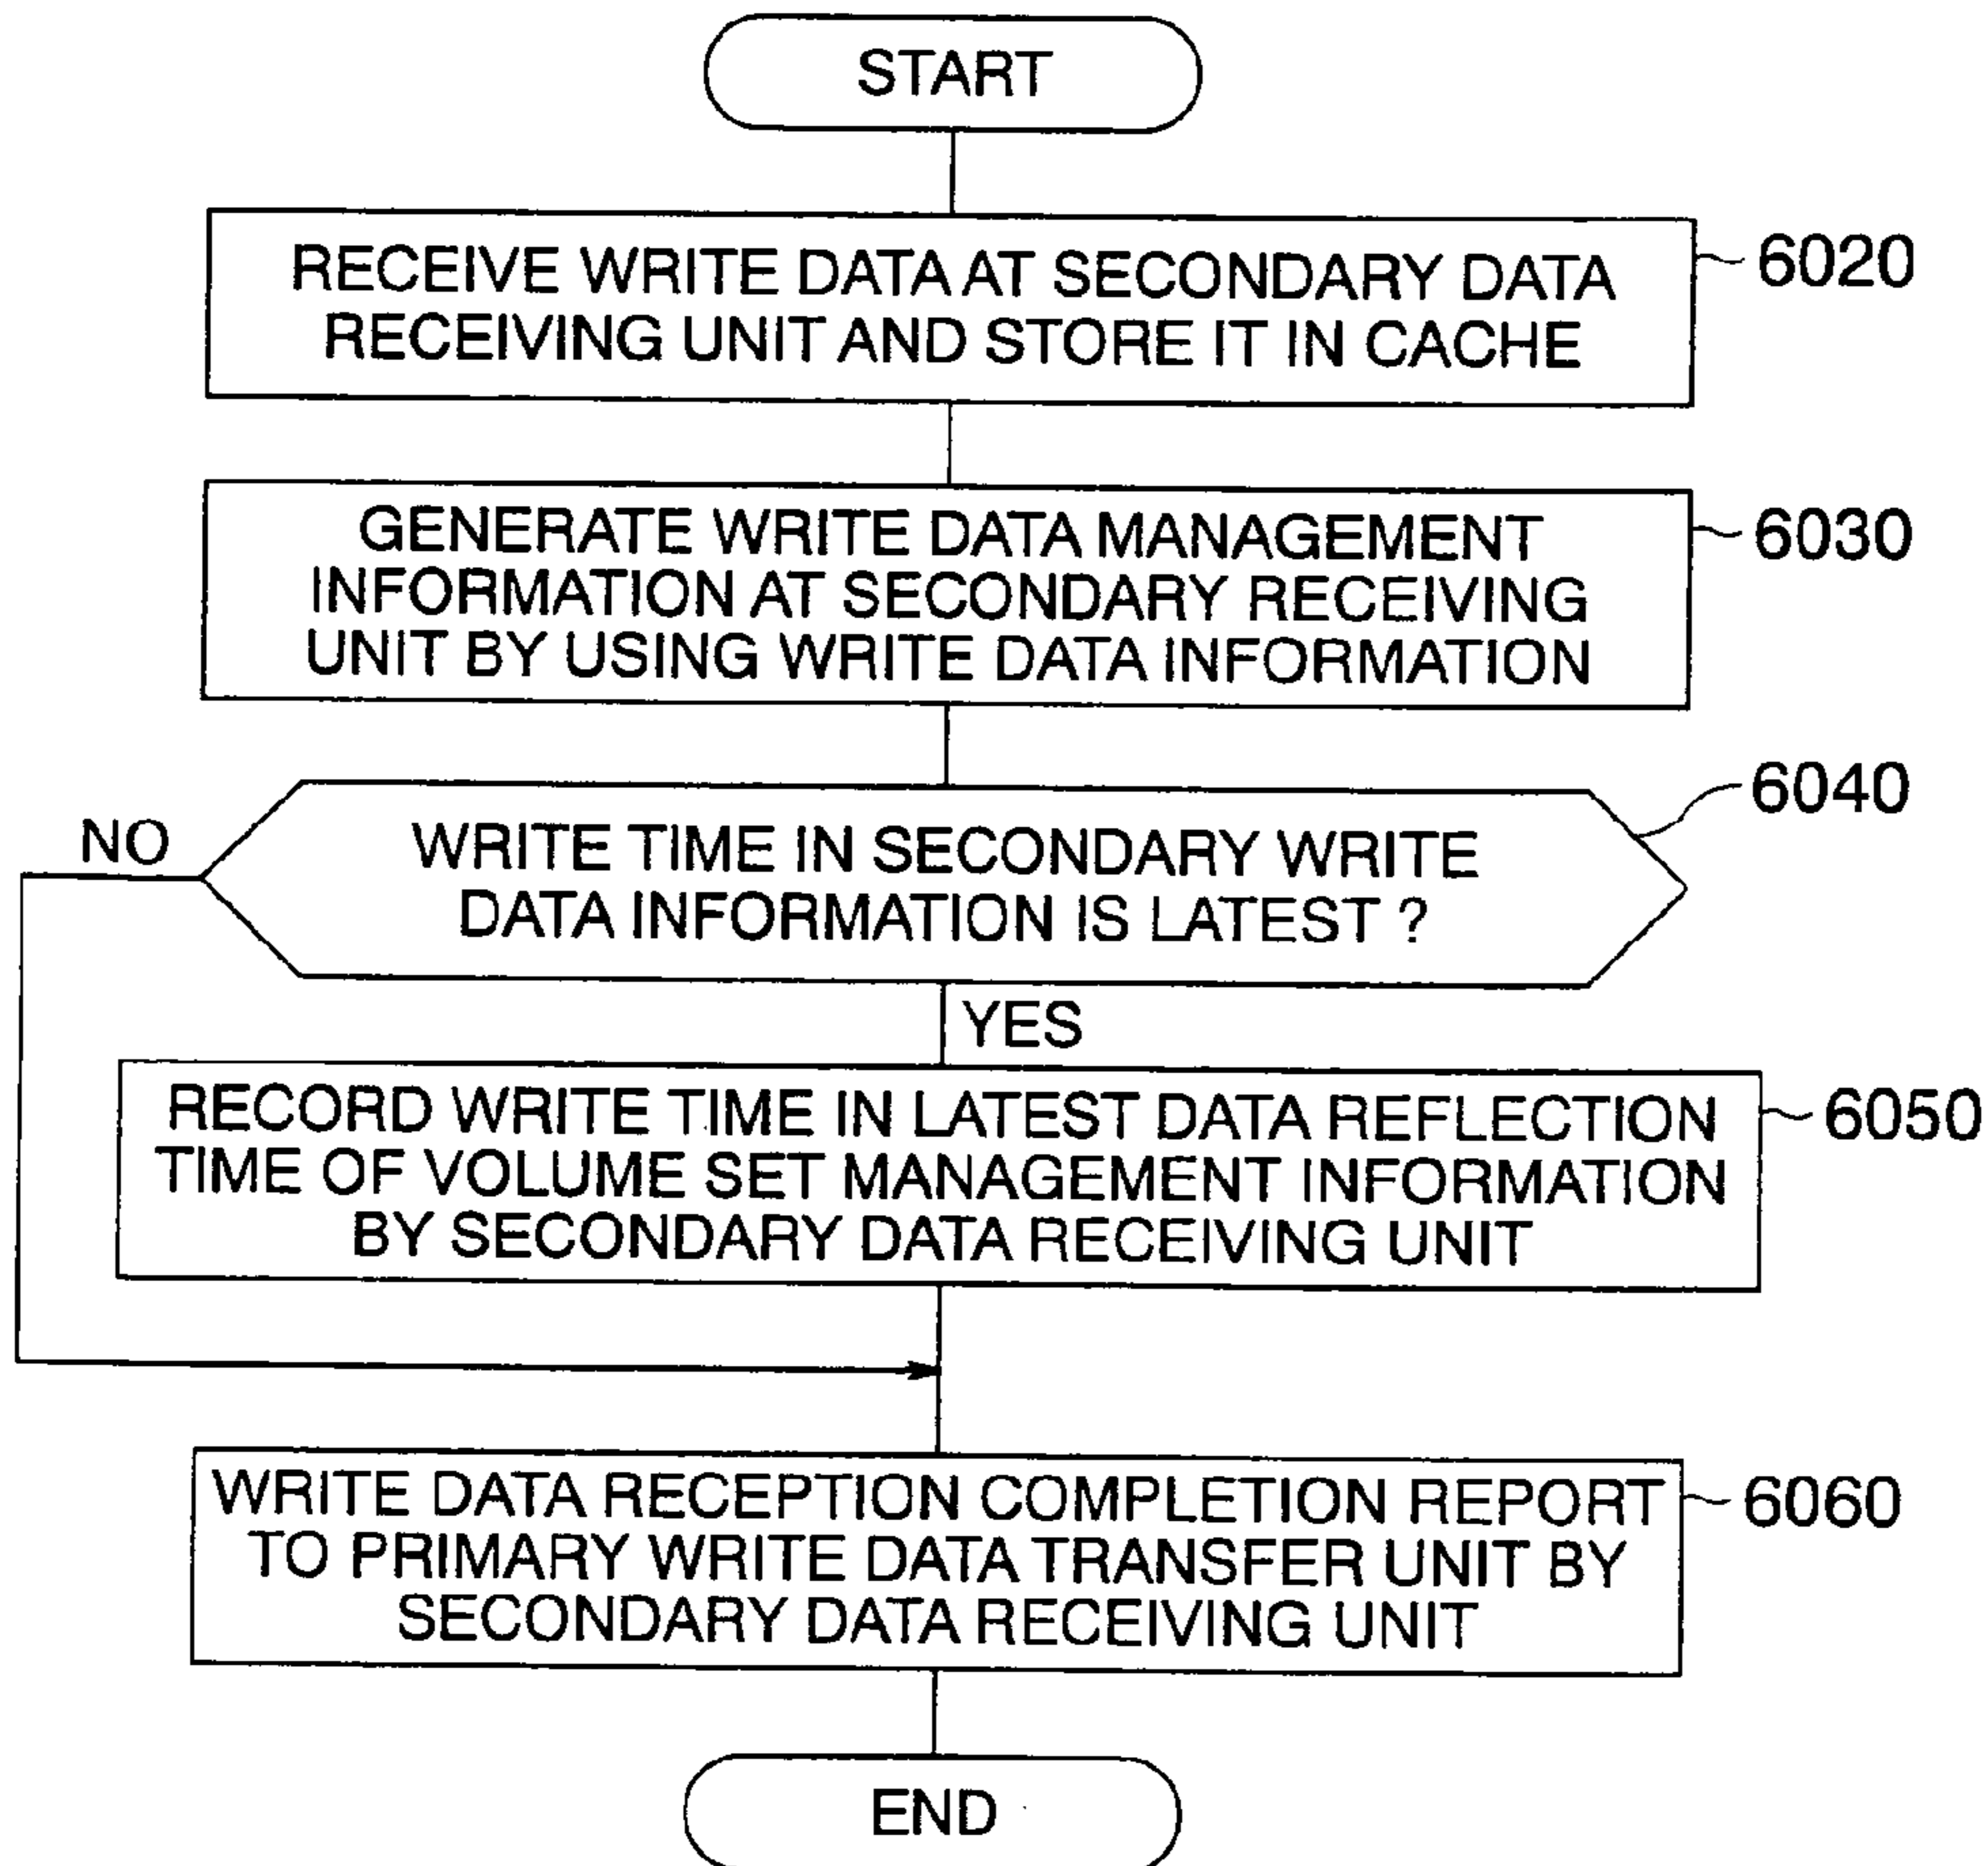 START
RECEIVE WRITE DATA AT SECONDARY DATA
RECEIVING UNIT AND STORE IT IN CACHE
6020
GENERATE WRITE DATA MANAGEMENT
INFORMATION AT SECONDARY RECEIVING
UNIT BY USING WRITE DATA INFORMATION
6030
6040
NO
WRITE TIME IN SECONDARY WRITE
DATA INFORMATION IS LATEST ?
YES
RECORD WRITE TIME IN LATEST DATA REFLECTION
TIME OF VOLUME SET MANAGEMENT INFORMATION
BY SECONDARY DATA RECEIVING UNIT
6050
WRITE DATA RECEPTION COMPLETION REPORT
TO PRIMARY WRITE DATA TRANSFER UNIT BY
SECONDARY DATA RECEIVING UNIT
6060
END